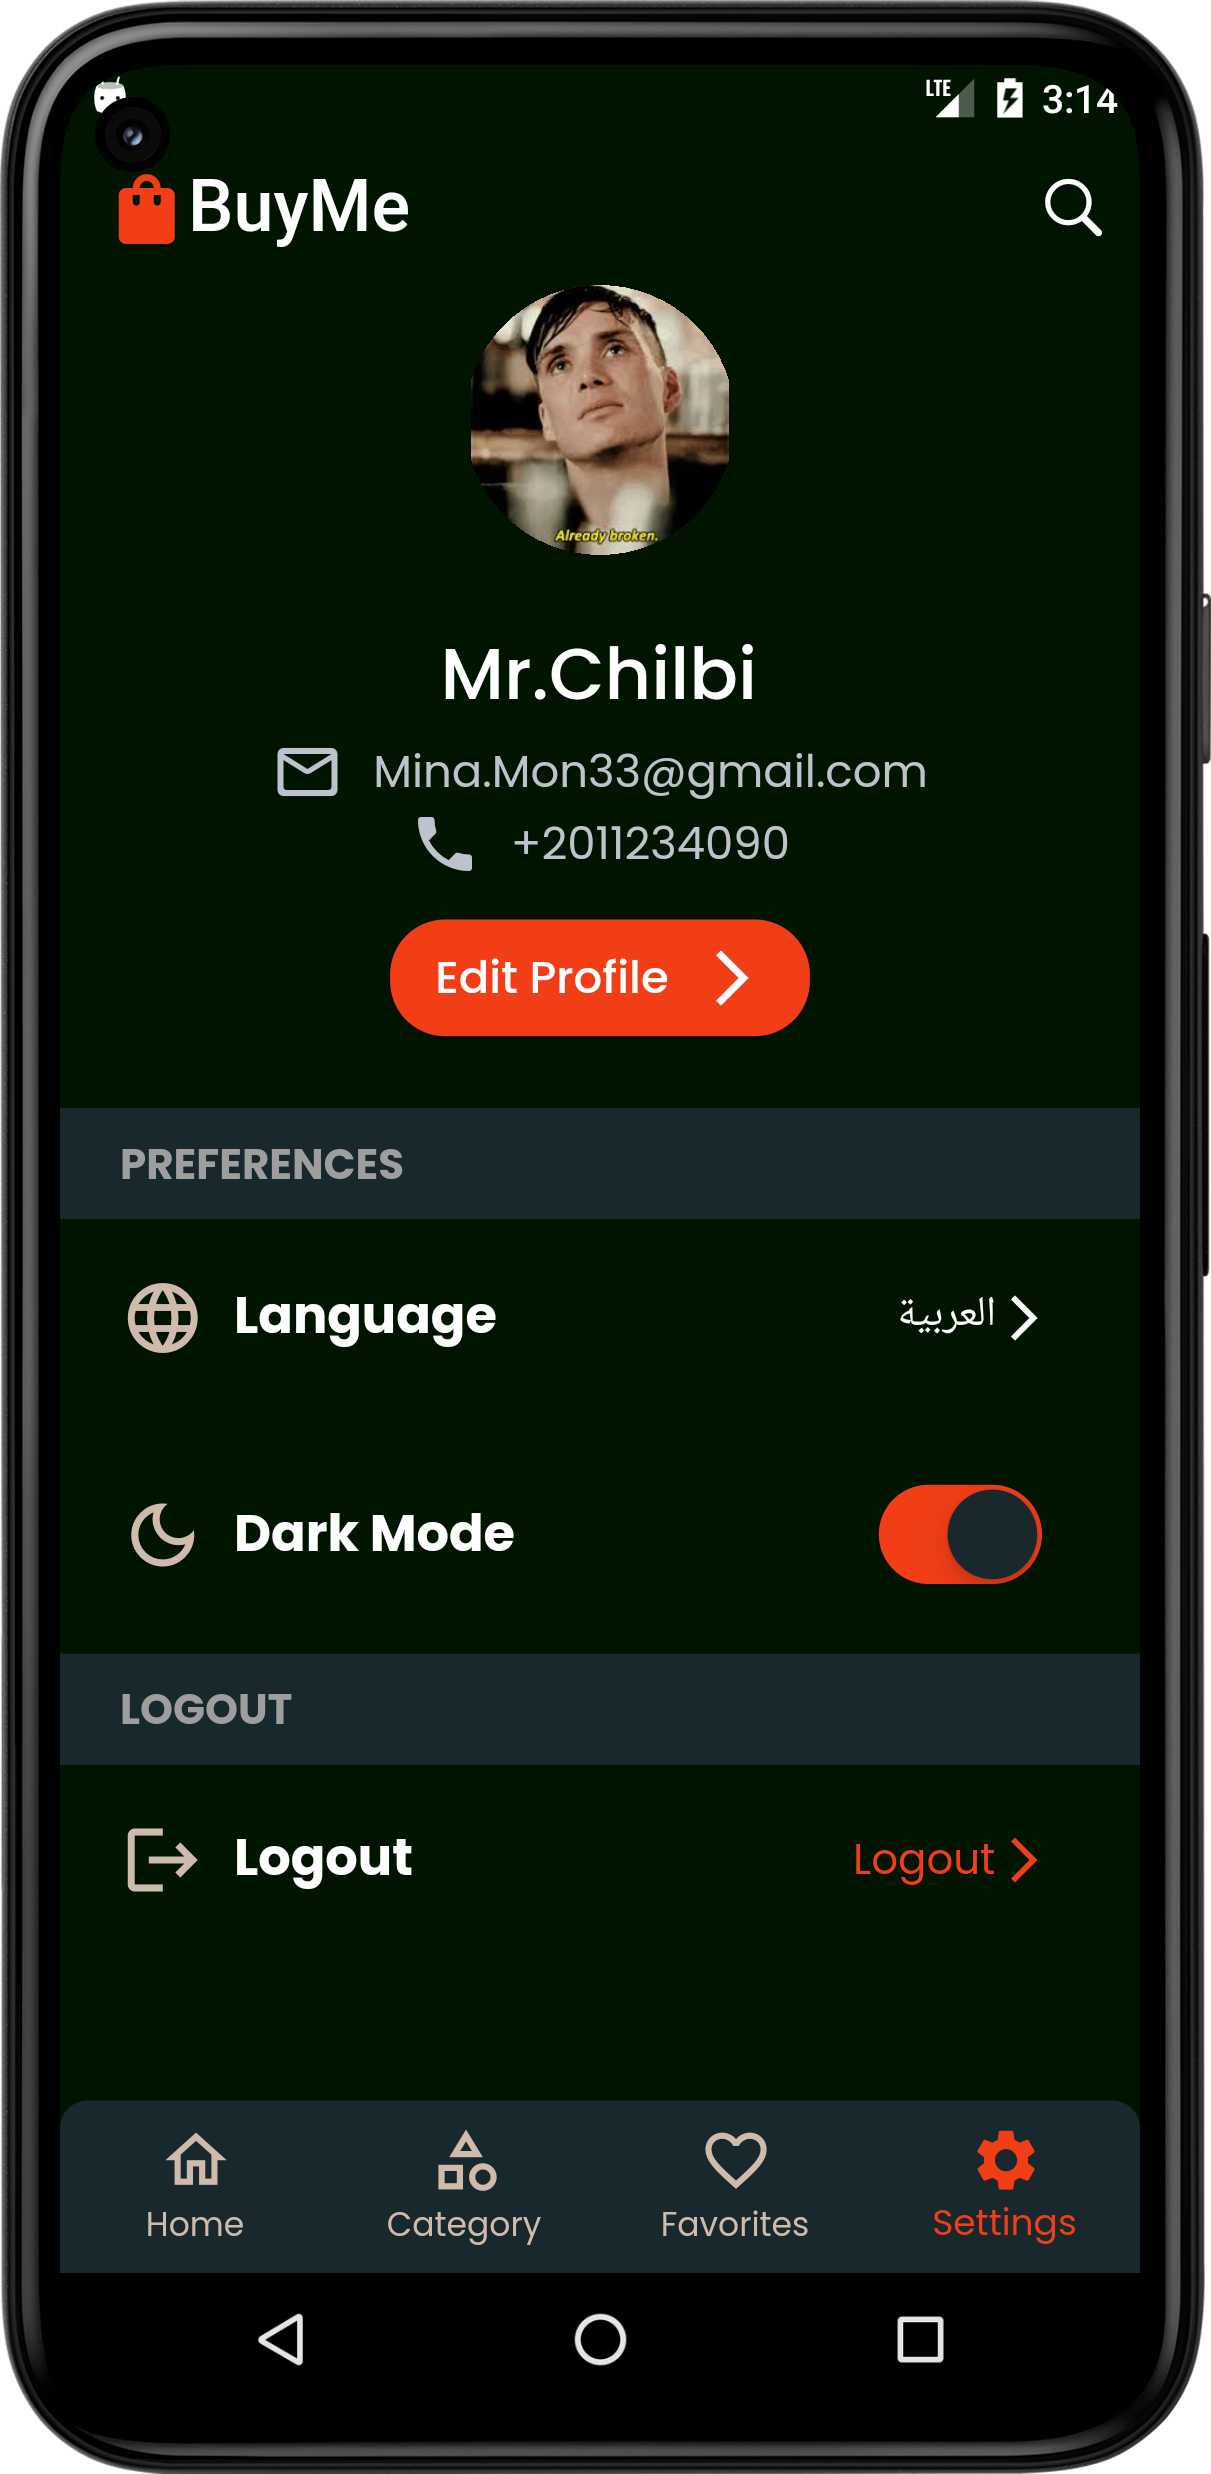 LTE 3:14
BuyMe
Already broken.
Mr.Chilbi
Mina.Mon33@gmail.com
+2011234090
Edit Profile
PREFERENCES
Language العربية
Dark Mode
LOGOUT
Logout Logout
Home Category Favorites Settings